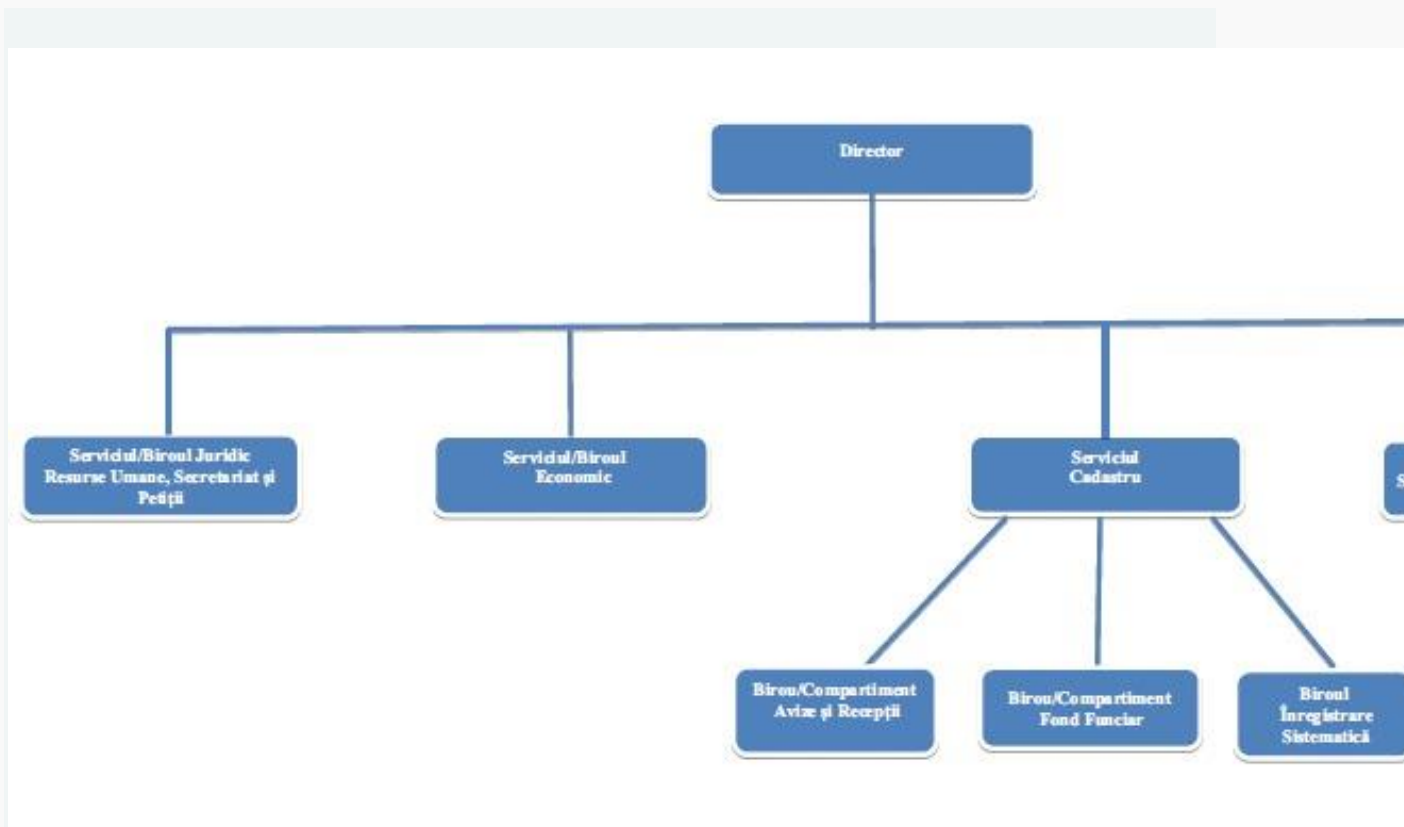 Director
Serviciul/Biroul Juridic
Resurse Umane, Secretariat și
Petiții
Serviciul/Biroul
Economic
Serviciul
Cadastru
S
Birou/Compartiment
Avize și Recepții
Birou/Compartiment
Fond Funciar
Biroul
Înregistrare
Sistematică